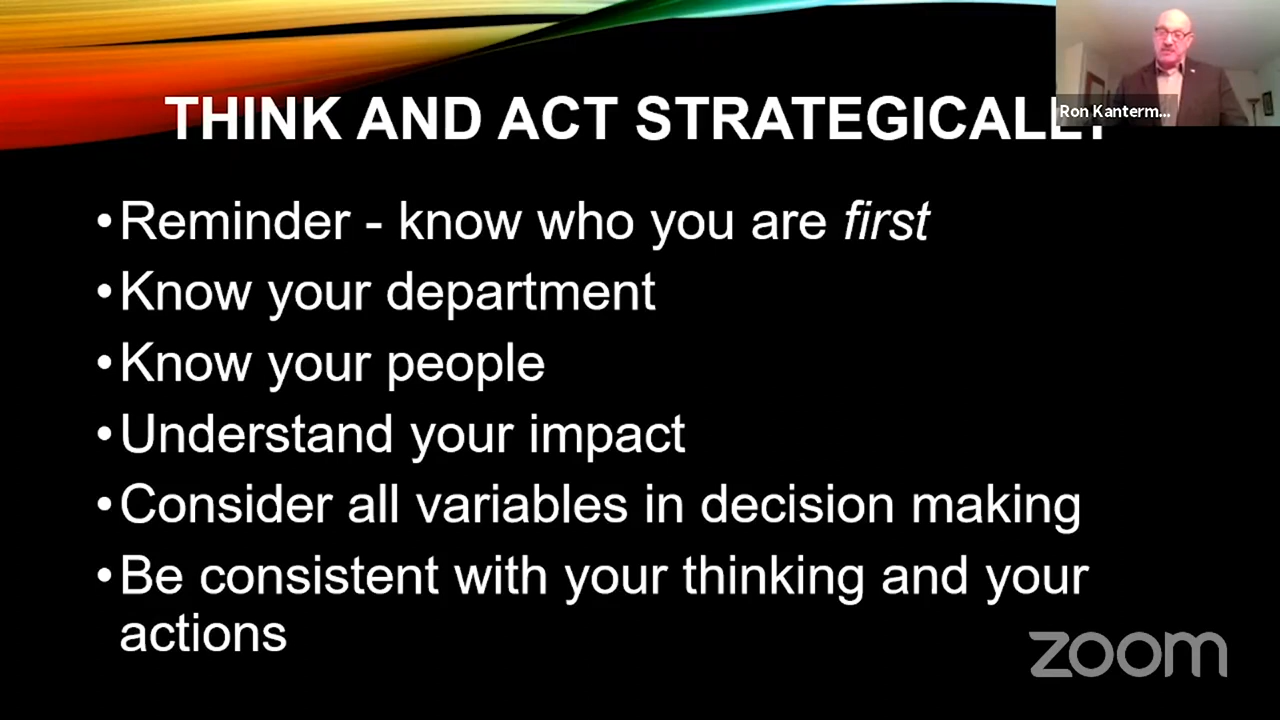 THINK AND ACT STRATEGICALLY
Ron Kanterm...
•Reminder - know who you are first
•Know your department
•Know your people
•Understand your impact
•Consider all variables in decision making
•Be consistent with your thinking and your
actions
zoom